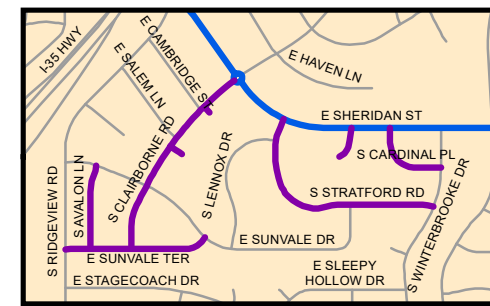 I-35 HWY
E CAMBRIDGE ST
E SALEM LN
E HAVEN LN
E SHERIDAN ST
S CLAIRBORNE RD
S LENNOX DR
S CARDINAL PL
S AVALON LN
S RIDGEVIEW RD
S STRATFORD RD
S WINTERBROOKE DR
E SUNVALE DR
E SUNVALE TER
E STAGECOACH DR
E SLEEPY
HOLLOW DR